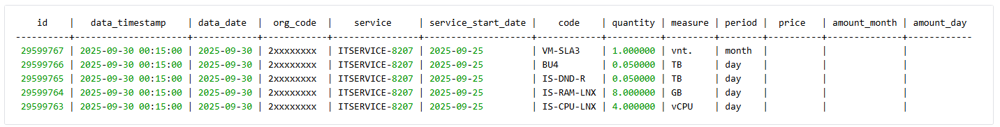 id | data_timestamp | data_date | org_code | service | service_start_date | code | quantity | measure | period | price | amount_month | amount_day
----------+---------------------+------------+-----------+----------------+--------------------+-----------+----------+---------+--------+----------+--------------+------------
29599767 | 2025-09-30 00:15:00 | 2025-09-30 | 2xxxxxxxx | ITSERVICE-8207 | 2025-09-25 | VM-SLA3 | 1.000000 | vnt. | month | | |
29599766 | 2025-09-30 00:15:00 | 2025-09-30 | 2xxxxxxxx | ITSERVICE-8207 | 2025-09-25 | BU4 | 0.050000 | TB | day | | |
29599765 | 2025-09-30 00:15:00 | 2025-09-30 | 2xxxxxxxx | ITSERVICE-8207 | 2025-09-25 | IS-DND-R | 0.050000 | TB | day | | |
29599764 | 2025-09-30 00:15:00 | 2025-09-30 | 2xxxxxxxx | ITSERVICE-8207 | 2025-09-25 | IS-RAM-LNX | 8.000000 | GB | day | | |
29599763 | 2025-09-30 00:15:00 | 2025-09-30 | 2xxxxxxxx | ITSERVICE-8207 | 2025-09-25 | IS-CPU-LNX | 4.000000 | vCPU | day | | |